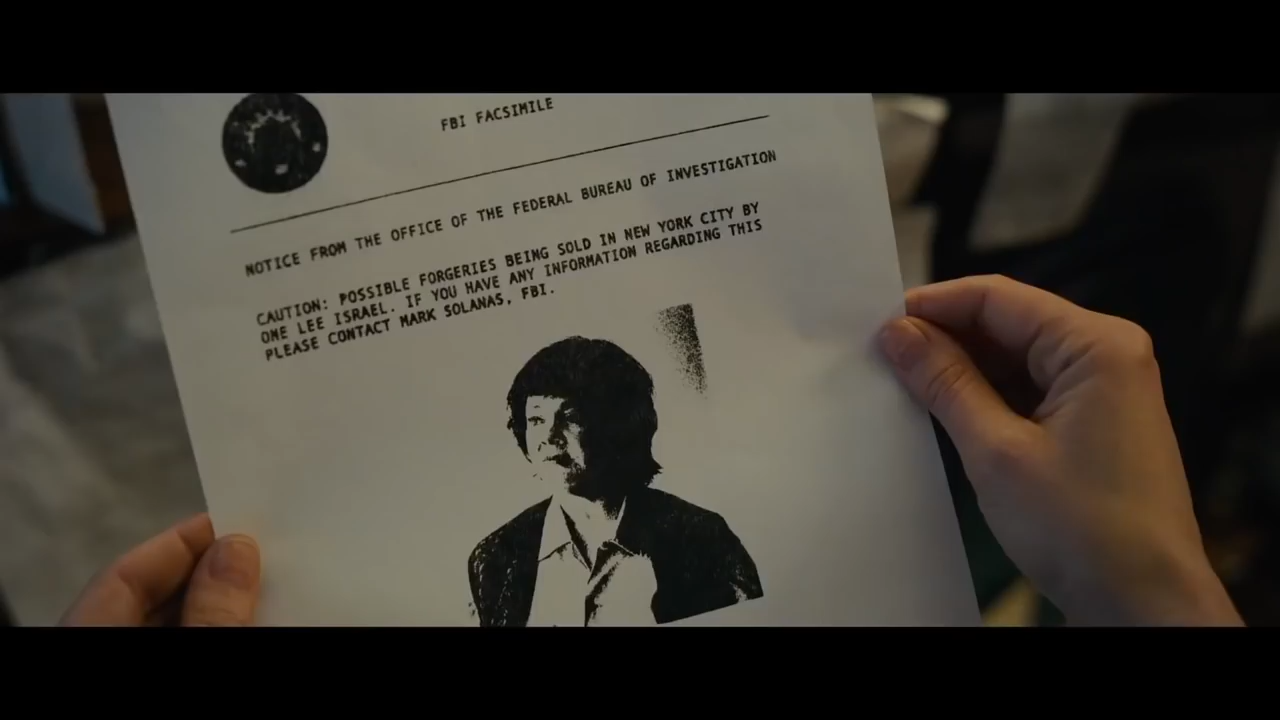 FBI FACSIMILE
NOTICE FROM THE OFFICE OF THE FEDERAL BUREAU OF INVESTIGATION
CAUTION: POSSIBLE FORGERIES BEING SOLD IN NEW YORK CITY BY
ONE LEE ISRAEL. IF YOU HAVE ANY INFORMATION REGARDING THIS
PLEASE CONTACT MARK SOLANAS, FBI.